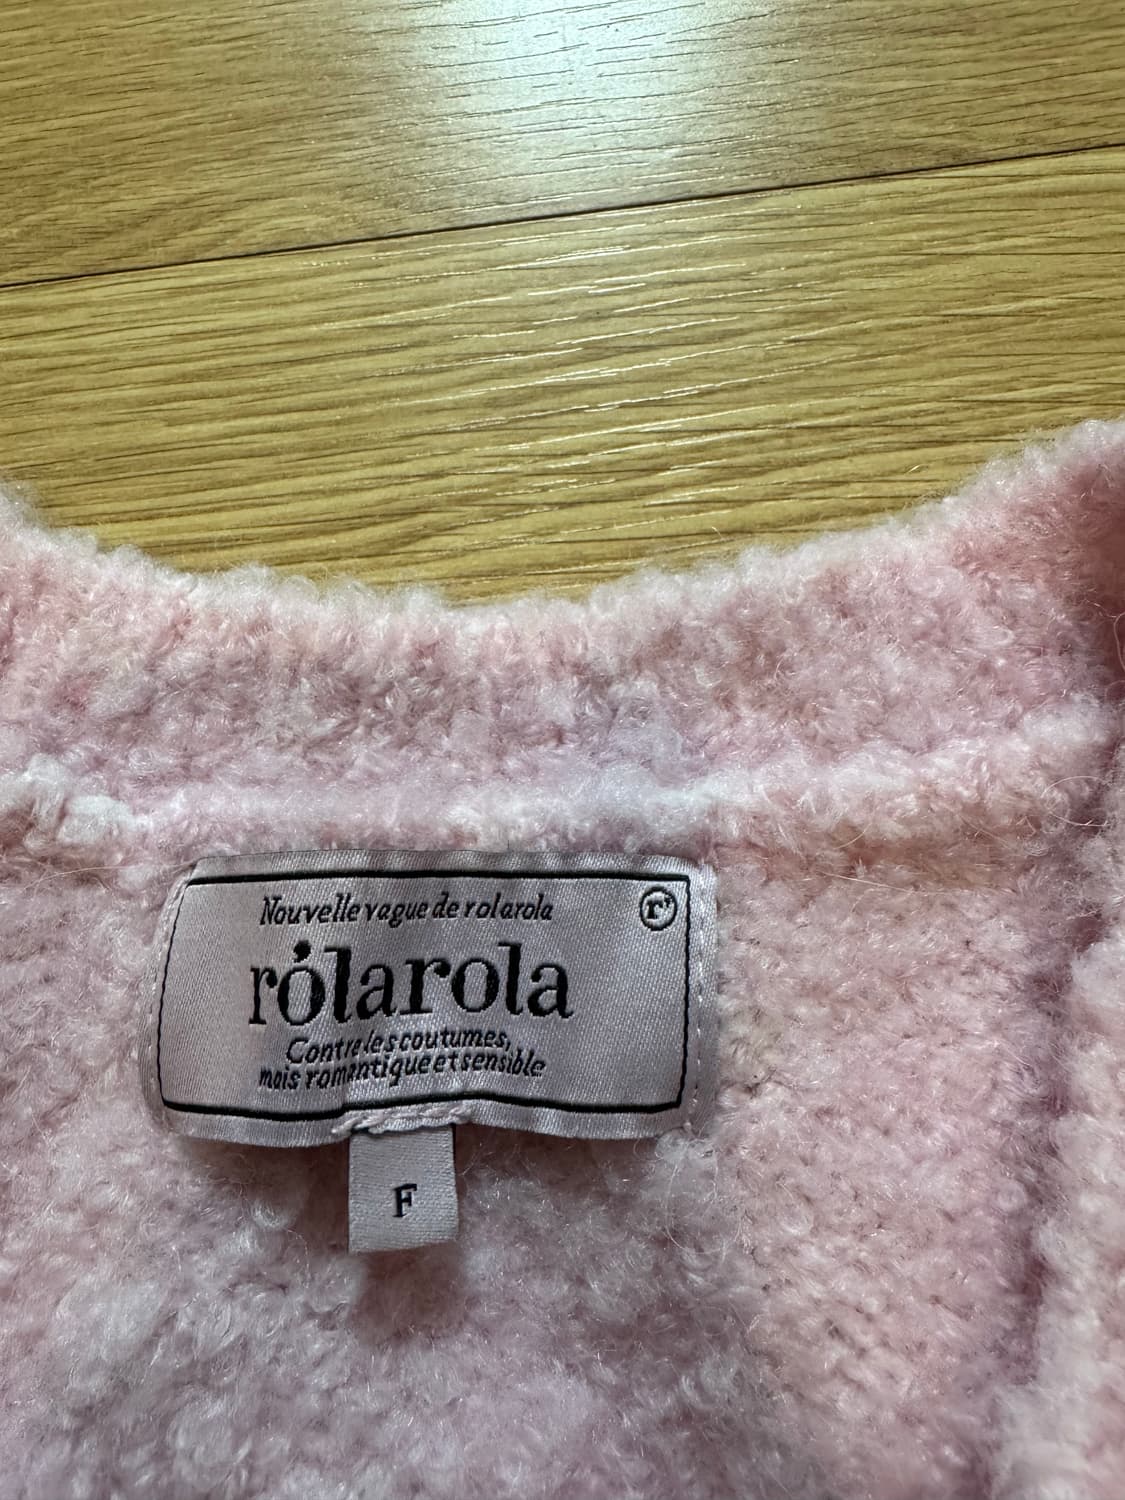 Nouvelle vague de rolarola
r'
rólarola
Contre les coutumes,
mais romantique et sensible
F